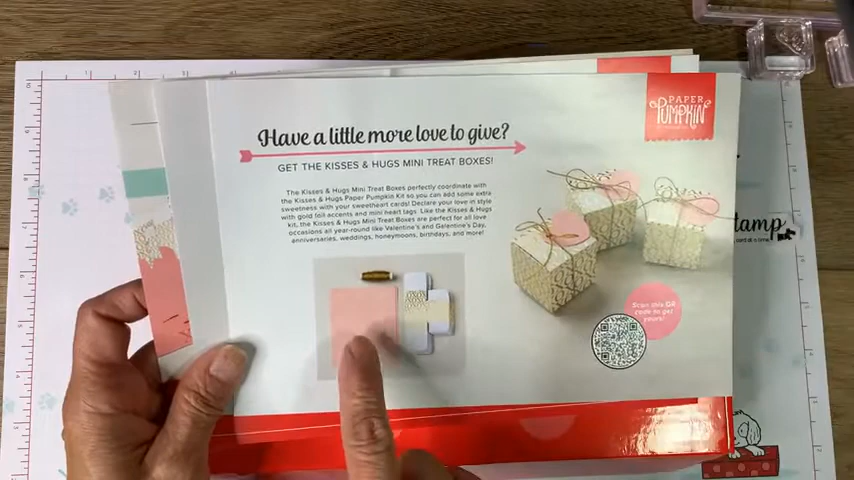 PAPER
PUMPKIN
Have a little more love to give?
GET THE KISSES & HUGS MINI TREAT BOXES!
The Kisses & Hugs Mini Treat Boxes perfectly coordinate with
the Kisses & Hugs Paper Pumpkin Kit so you can add some extra
sweetness with your sweetheart cards! Declare your love in style
with gold foil accents and mini heart tags. Like the Kisses & Hugs
kit, the Kisses & Hugs Mini Treat Boxes are perfect for all love
occasions all year-round like Valentine's and Galentine's Day,
anniversaries, weddings, honeymoons, birthdays, and more!
tamp
Scan this QR
code to get
yours!